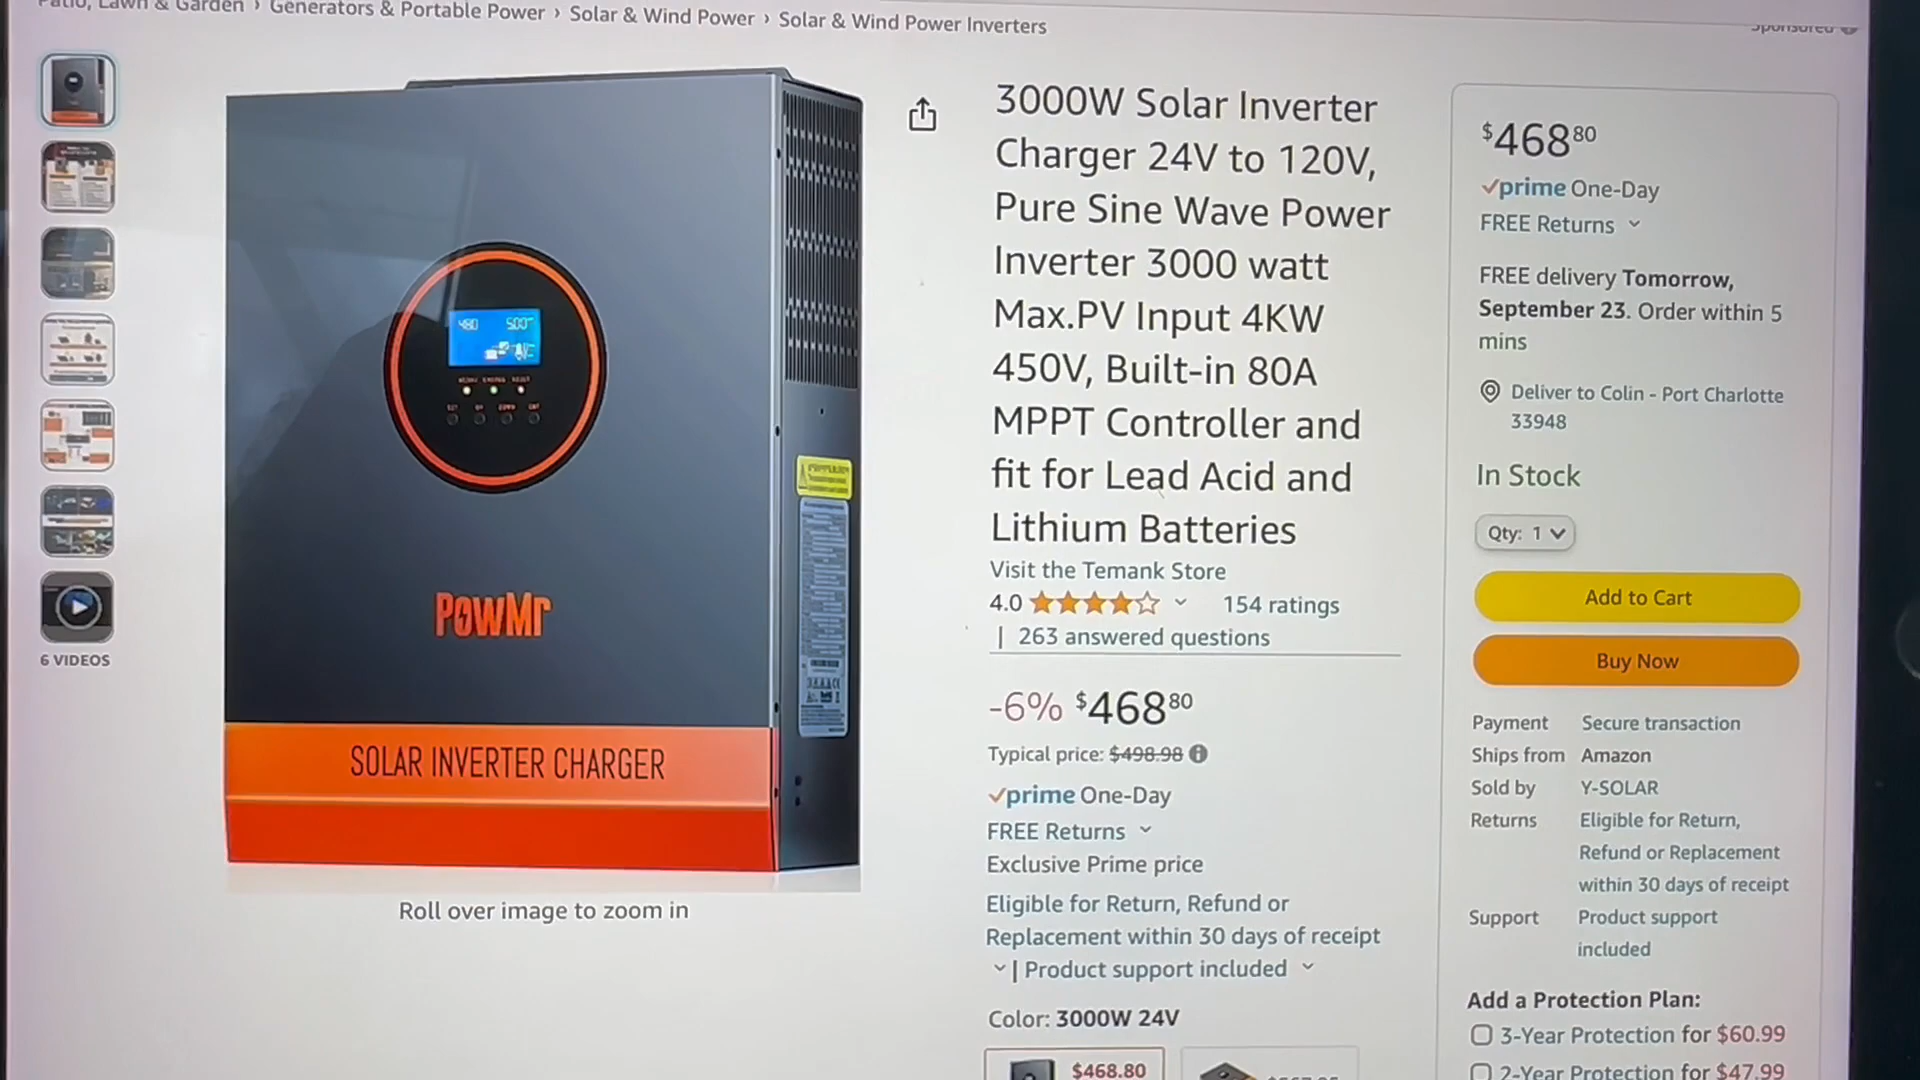 Patio, Lawn & Garden › Generators & Portable Power › Solar & Wind Power › Solar & Wind Power Inverters
Sponsored
480 500
PowMr
SOLAR INVERTER CHARGER
6 VIDEOS
Roll over image to zoom in
3000W Solar Inverter
Charger 24V to 120V,
Pure Sine Wave Power
Inverter 3000 watt
Max.PV Input 4KW
450V, Built-in 80A
MPPT Controller and
fit for Lead Acid and
Lithium Batteries
Visit the Temank Store
4.0 154 ratings
| 263 answered questions
-6% $468 80
Typical price: $498.98
prime One-Day
FREE Returns
Exclusive Prime price
Eligible for Return, Refund or
Replacement within 30 days of receipt
| Product support included
Color: 3000W 24V
$468.80
$468 80
prime One-Day
FREE Returns
FREE delivery Tomorrow,
September 23. Order within 5
mins
Deliver to Colin - Port Charlotte
33948
In Stock
Qty: 1
Add to Cart
Buy Now
Payment Secure transaction
Ships from Amazon
Sold by Y-SOLAR
Returns Eligible for Return,
Refund or Replacement
within 30 days of receipt
Support Product support
included
Add a Protection Plan:
3-Year Protection for $60.99
2-Year Protection for $47.99